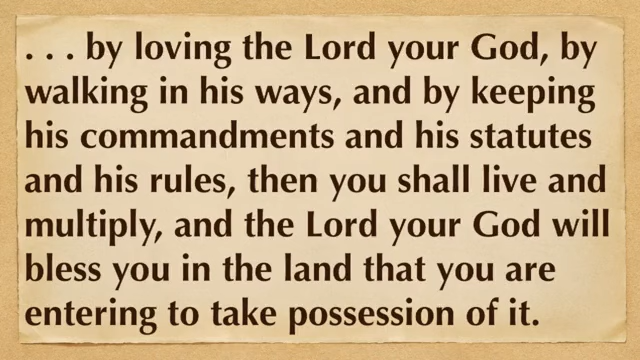 . . . by loving the Lord your God, by
walking in his ways, and by keeping
his commandments and his statutes
and his rules, then you shall live and
multiply, and the Lord your God will
bless you in the land that you are
entering to take possession of it.